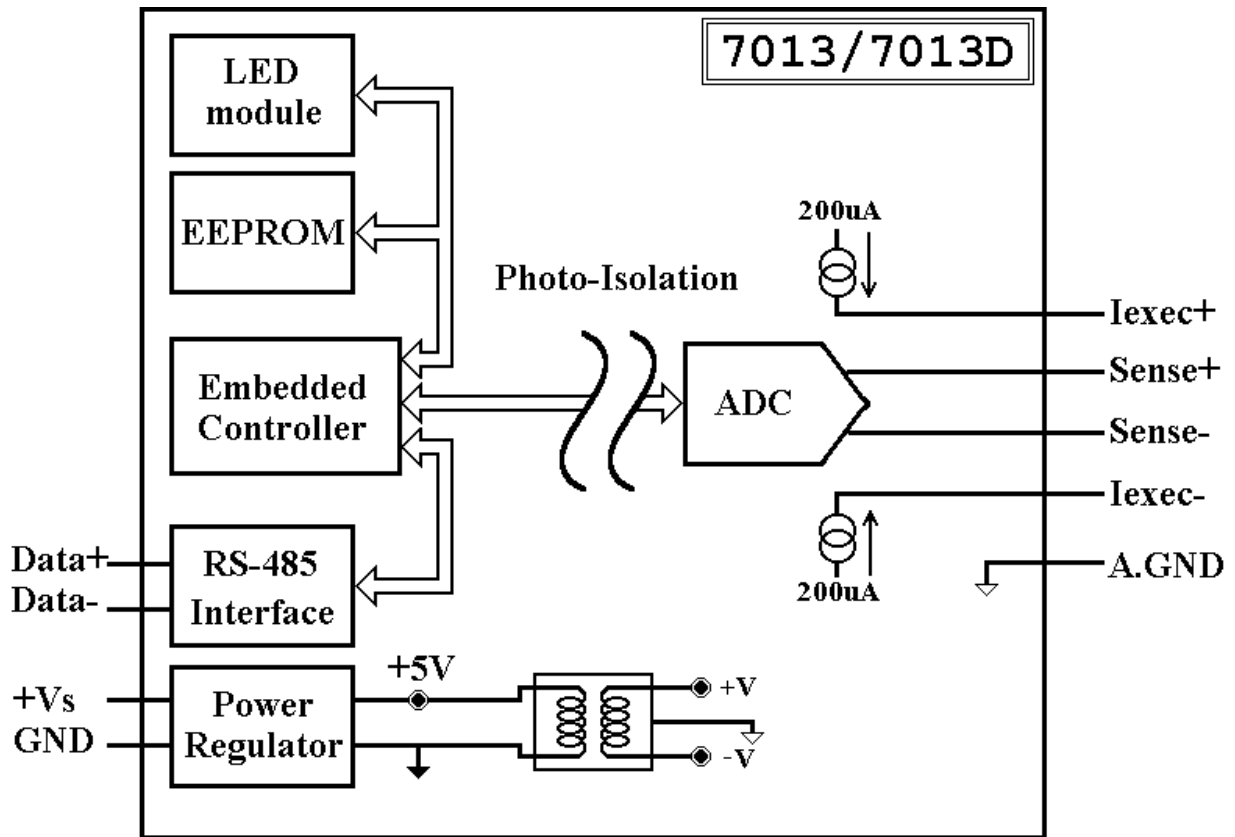 7013/7013D
LED
module
EEPROM
200uA
Photo-Isolation
Iexec+
Embedded
Controller
ADC
Sense+
Sense-
Iexec-
200uA
Data+
Data-
RS-485
Interface
A.GND
+Vs
GND
Power
Regulator
+5V
+V
-V